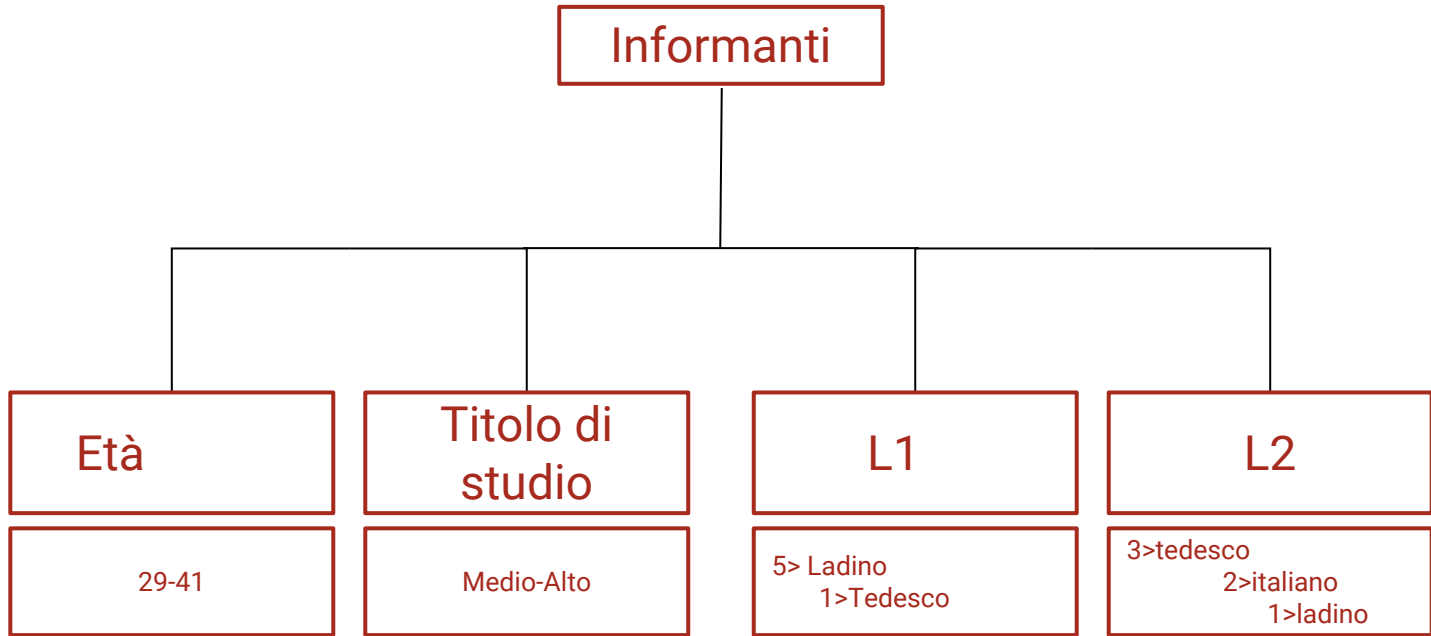 Informanti
Età
Titolo di
studio
L1
L2
29-41
Medio-Alto
5> Ladino
1>Tedesco
3>tedesco
2>italiano
1>ladino